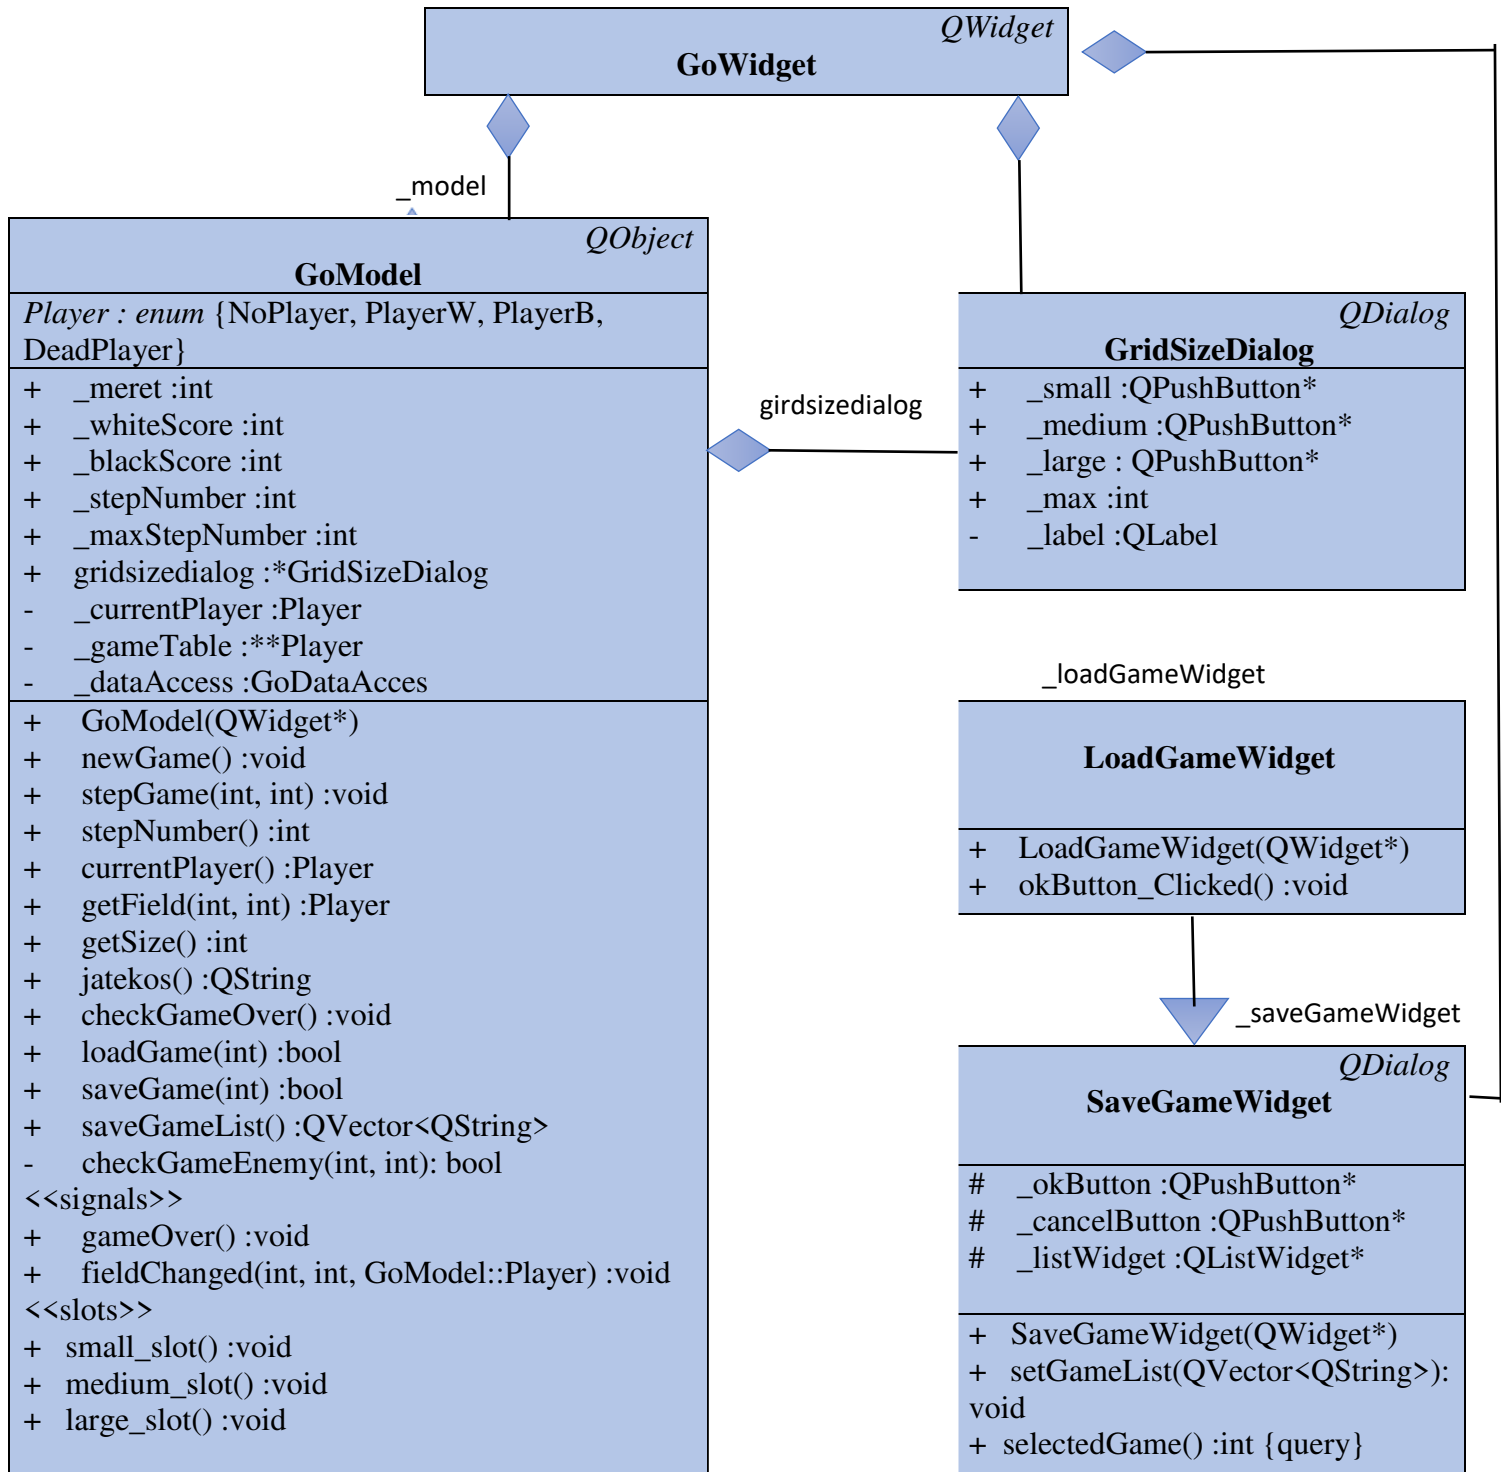 QWidget
GoWidget
_model
QObject
GoModel
Player : enum {NoPlayer, PlayerW, PlayerB,
DeadPlayer}
+ _meret :int
+ _whiteScore :int
+ _blackScore :int
+ _stepNumber :int
+ _maxStepNumber :int
+ gridsizedialog :*GridSizeDialog
- _currentPlayer :Player
- _gameTable :**Player
- _dataAccess :GoDataAcces
+ GoModel(QWidget*)
+ newGame() :void
+ stepGame(int, int) :void
+ stepNumber() :int
+ currentPlayer() :Player
+ getField(int, int) :Player
+ getSize() :int
+ jatekos() :QString
+ checkGameOver() :void
+ loadGame(int) :bool
+ saveGame(int) :bool
+ saveGameList() :QVector<QString>
- checkGameEnemy(int, int): bool
<<signals>>
+ gameOver() :void
+ fieldChanged(int, int, GoModel::Player) :void
<<slots>>
+ small_slot() :void
+ medium_slot() :void
+ large_slot() :void
girdsizedialog
QDialog
GridSizeDialog
+ _small :QPushButton*
+ _medium :QPushButton*
+ _large : QPushButton*
+ _max :int
- _label :QLabel
_loadGameWidget
LoadGameWidget
+ LoadGameWidget(QWidget*)
+ okButton_Clicked() :void
_saveGameWidget
QDialog
SaveGameWidget
# _okButton :QPushButton*
# _cancelButton :QPushButton*
# _listWidget :QListWidget*
+ SaveGameWidget(QWidget*)
+ setGameList(QVector<QString>):
void
+ selectedGame() :int {query}